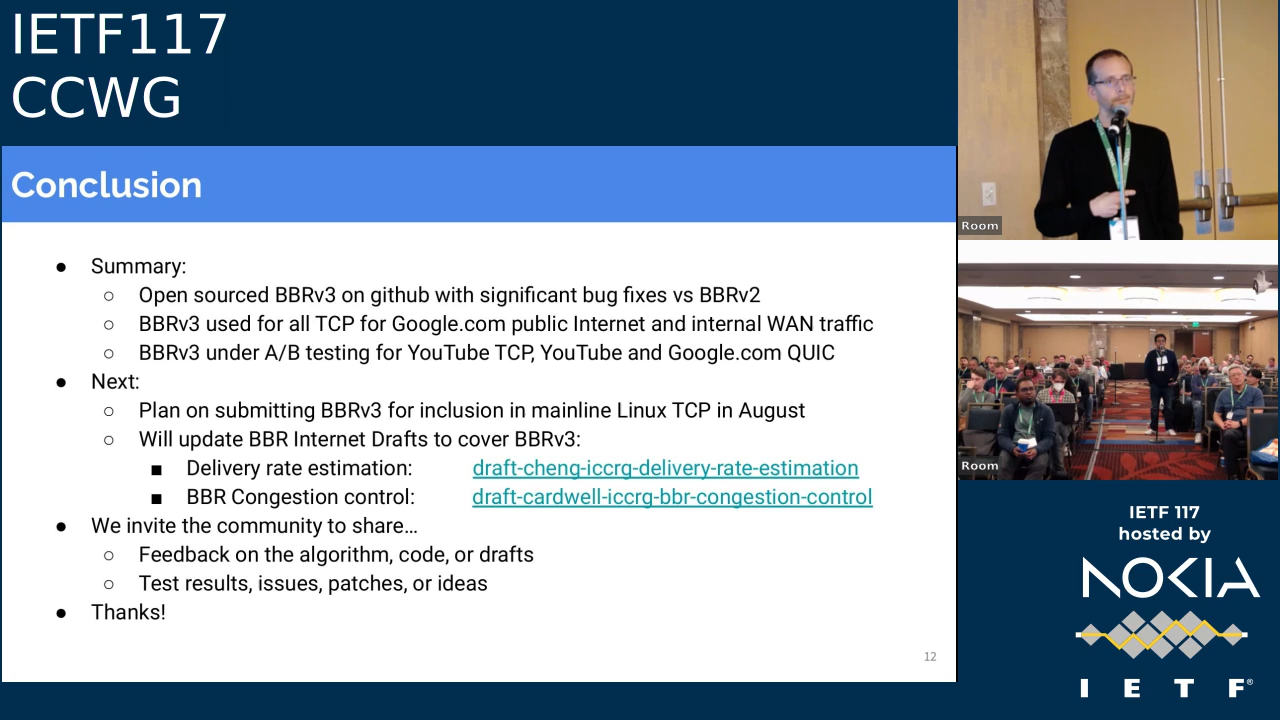 IETF117
CCWG
Conclusion
● Summary:
○ Open sourced BBRv3 on github with significant bug fixes vs BBRv2
○ BBRv3 used for all TCP for Google.com public Internet and internal WAN traffic
○ BBRv3 under A/B testing for YouTube TCP, YouTube and Google.com QUIC
● Next:
○ Plan on submitting BBRv3 for inclusion in mainline Linux TCP in August
○ Will update BBR Internet Drafts to cover BBRv3:
■ Delivery rate estimation: draft-cheng-iccrg-delivery-rate-estimation
■ BBR Congestion control: draft-cardwell-iccrg-bbr-congestion-control
● We invite the community to share…
○ Feedback on the algorithm, code, or drafts
○ Test results, issues, patches, or ideas
● Thanks!
12
Room
Room
IETF 117
hosted by
NOKIA
I E T F®